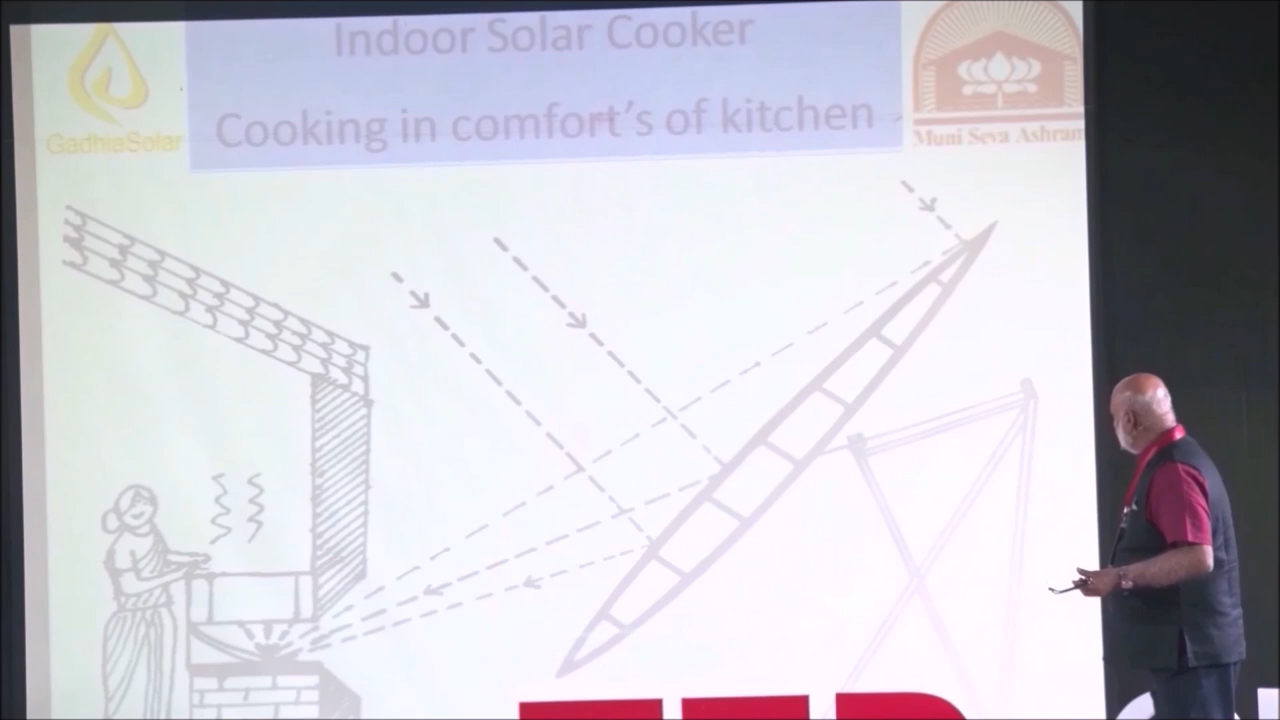 Indoor Solar Cooker
Cooking in comfort's of kitchen
GadhiaSolar
Muni Seva Ashram